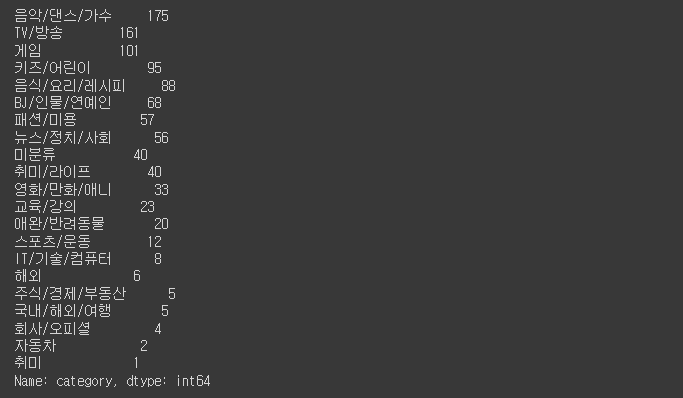 음악/댄스/가수 175
TV/방송 161
게임 101
키즈/어린이 95
음식/요리/레시피 88
BJ/인물/연예인 68
패션/미용 57
뉴스/정치/사회 56
미분류 40
취미/라이프 40
영화/만화/애니 33
교육/강의 23
애완/반려동물 20
스포츠/운동 12
IT/기술/컴퓨터 8
해외 6
주식/경제/부동산 5
국내/해외/여행 5
회사/오피셜 4
자동차 2
취미 1
Name: category, dtype: int64